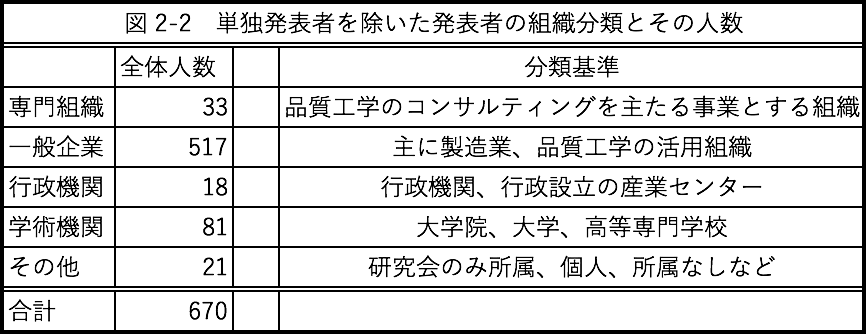 図 2-2　単独発表者を除いた発表者の組織分類とその人数
全体人数 分類基準
専門組織 33 品質工学のコンサルティングを主たる事業とする組織
一般企業 517 主に製造業、品質工学の活用組織
行政機関 18 行政機関、行政設立の産業センター
学術機関 81 大学院、大学、高等専門学校
その他 21 研究会のみ所属、個人、所属なしなど
合計 670